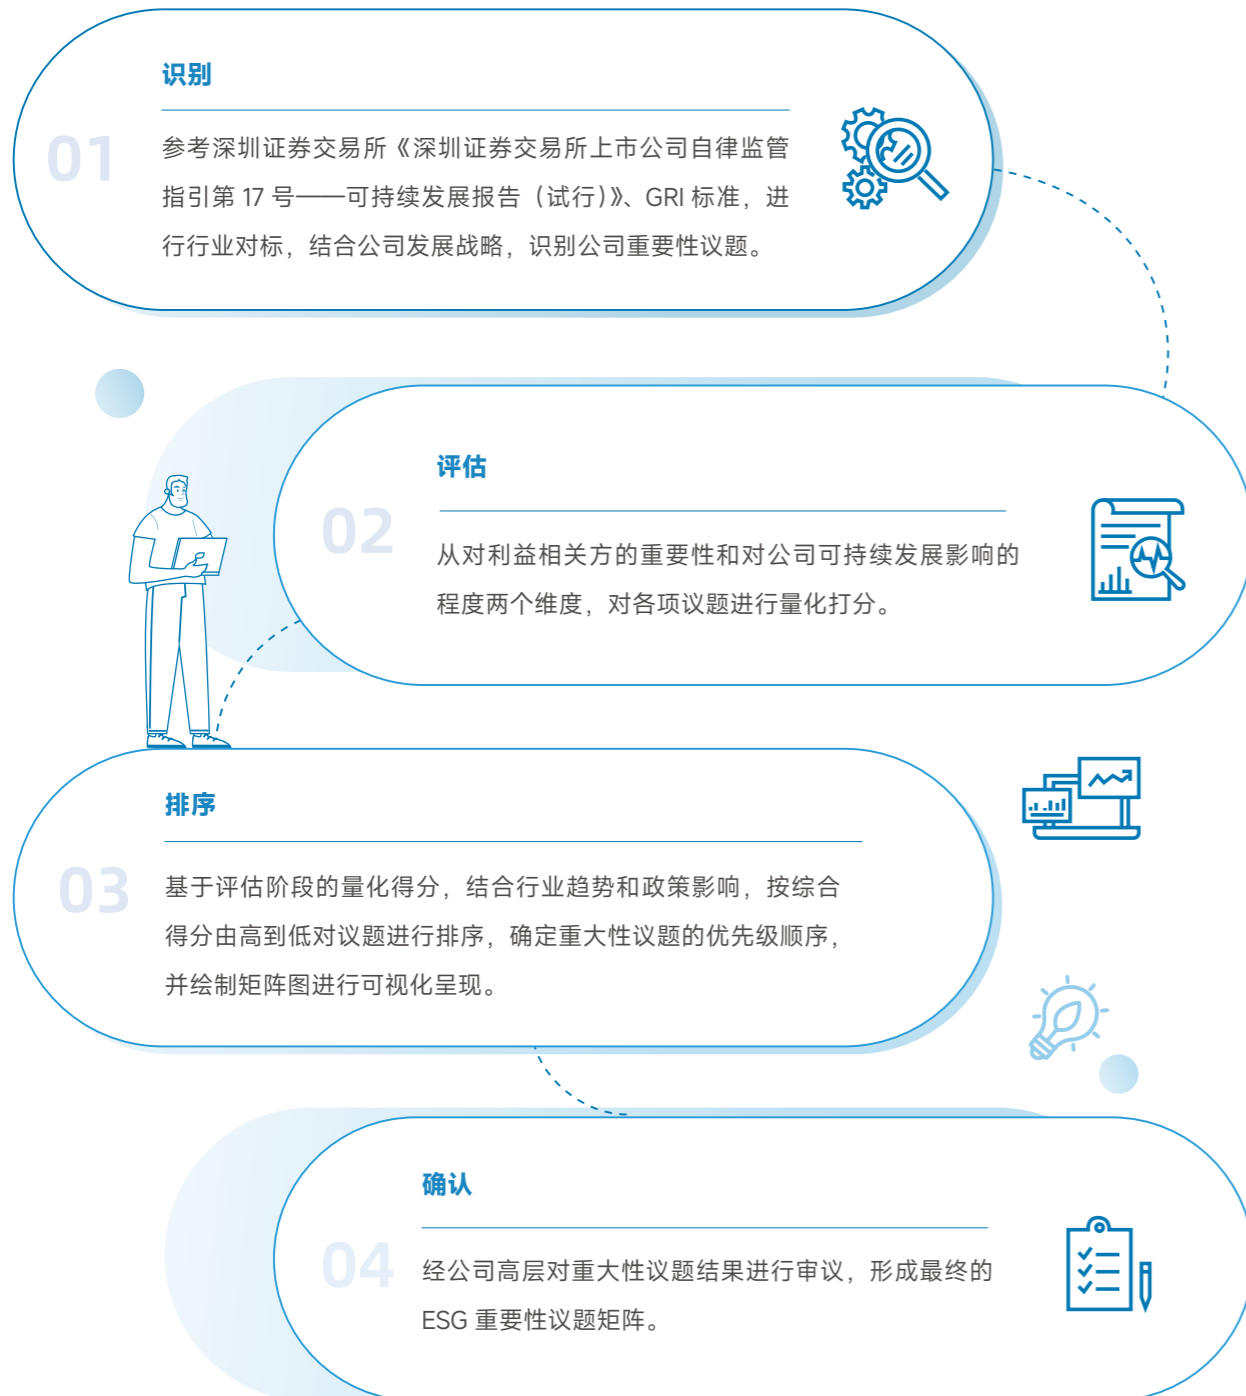 识别
01
参考深圳证券交易所《深圳证券交易所上市公司自律监管
指引第 17 号——可持续发展报告（试行）》、GRI 标准，进
行行业对标，结合公司发展战略，识别公司重要性议题。
评估
02
从对利益相关方的重要性和对公司可持续发展影响的
程度两个维度，对各项议题进行量化打分。
排序
03
基于评估阶段的量化得分，结合行业趋势和政策影响，按综合
得分由高到低对议题进行排序，确定重大性议题的优先级顺序，
并绘制矩阵图进行可视化呈现。
确认
04
经公司高层对重大性议题结果进行审议，形成最终的
ESG 重要性议题矩阵。